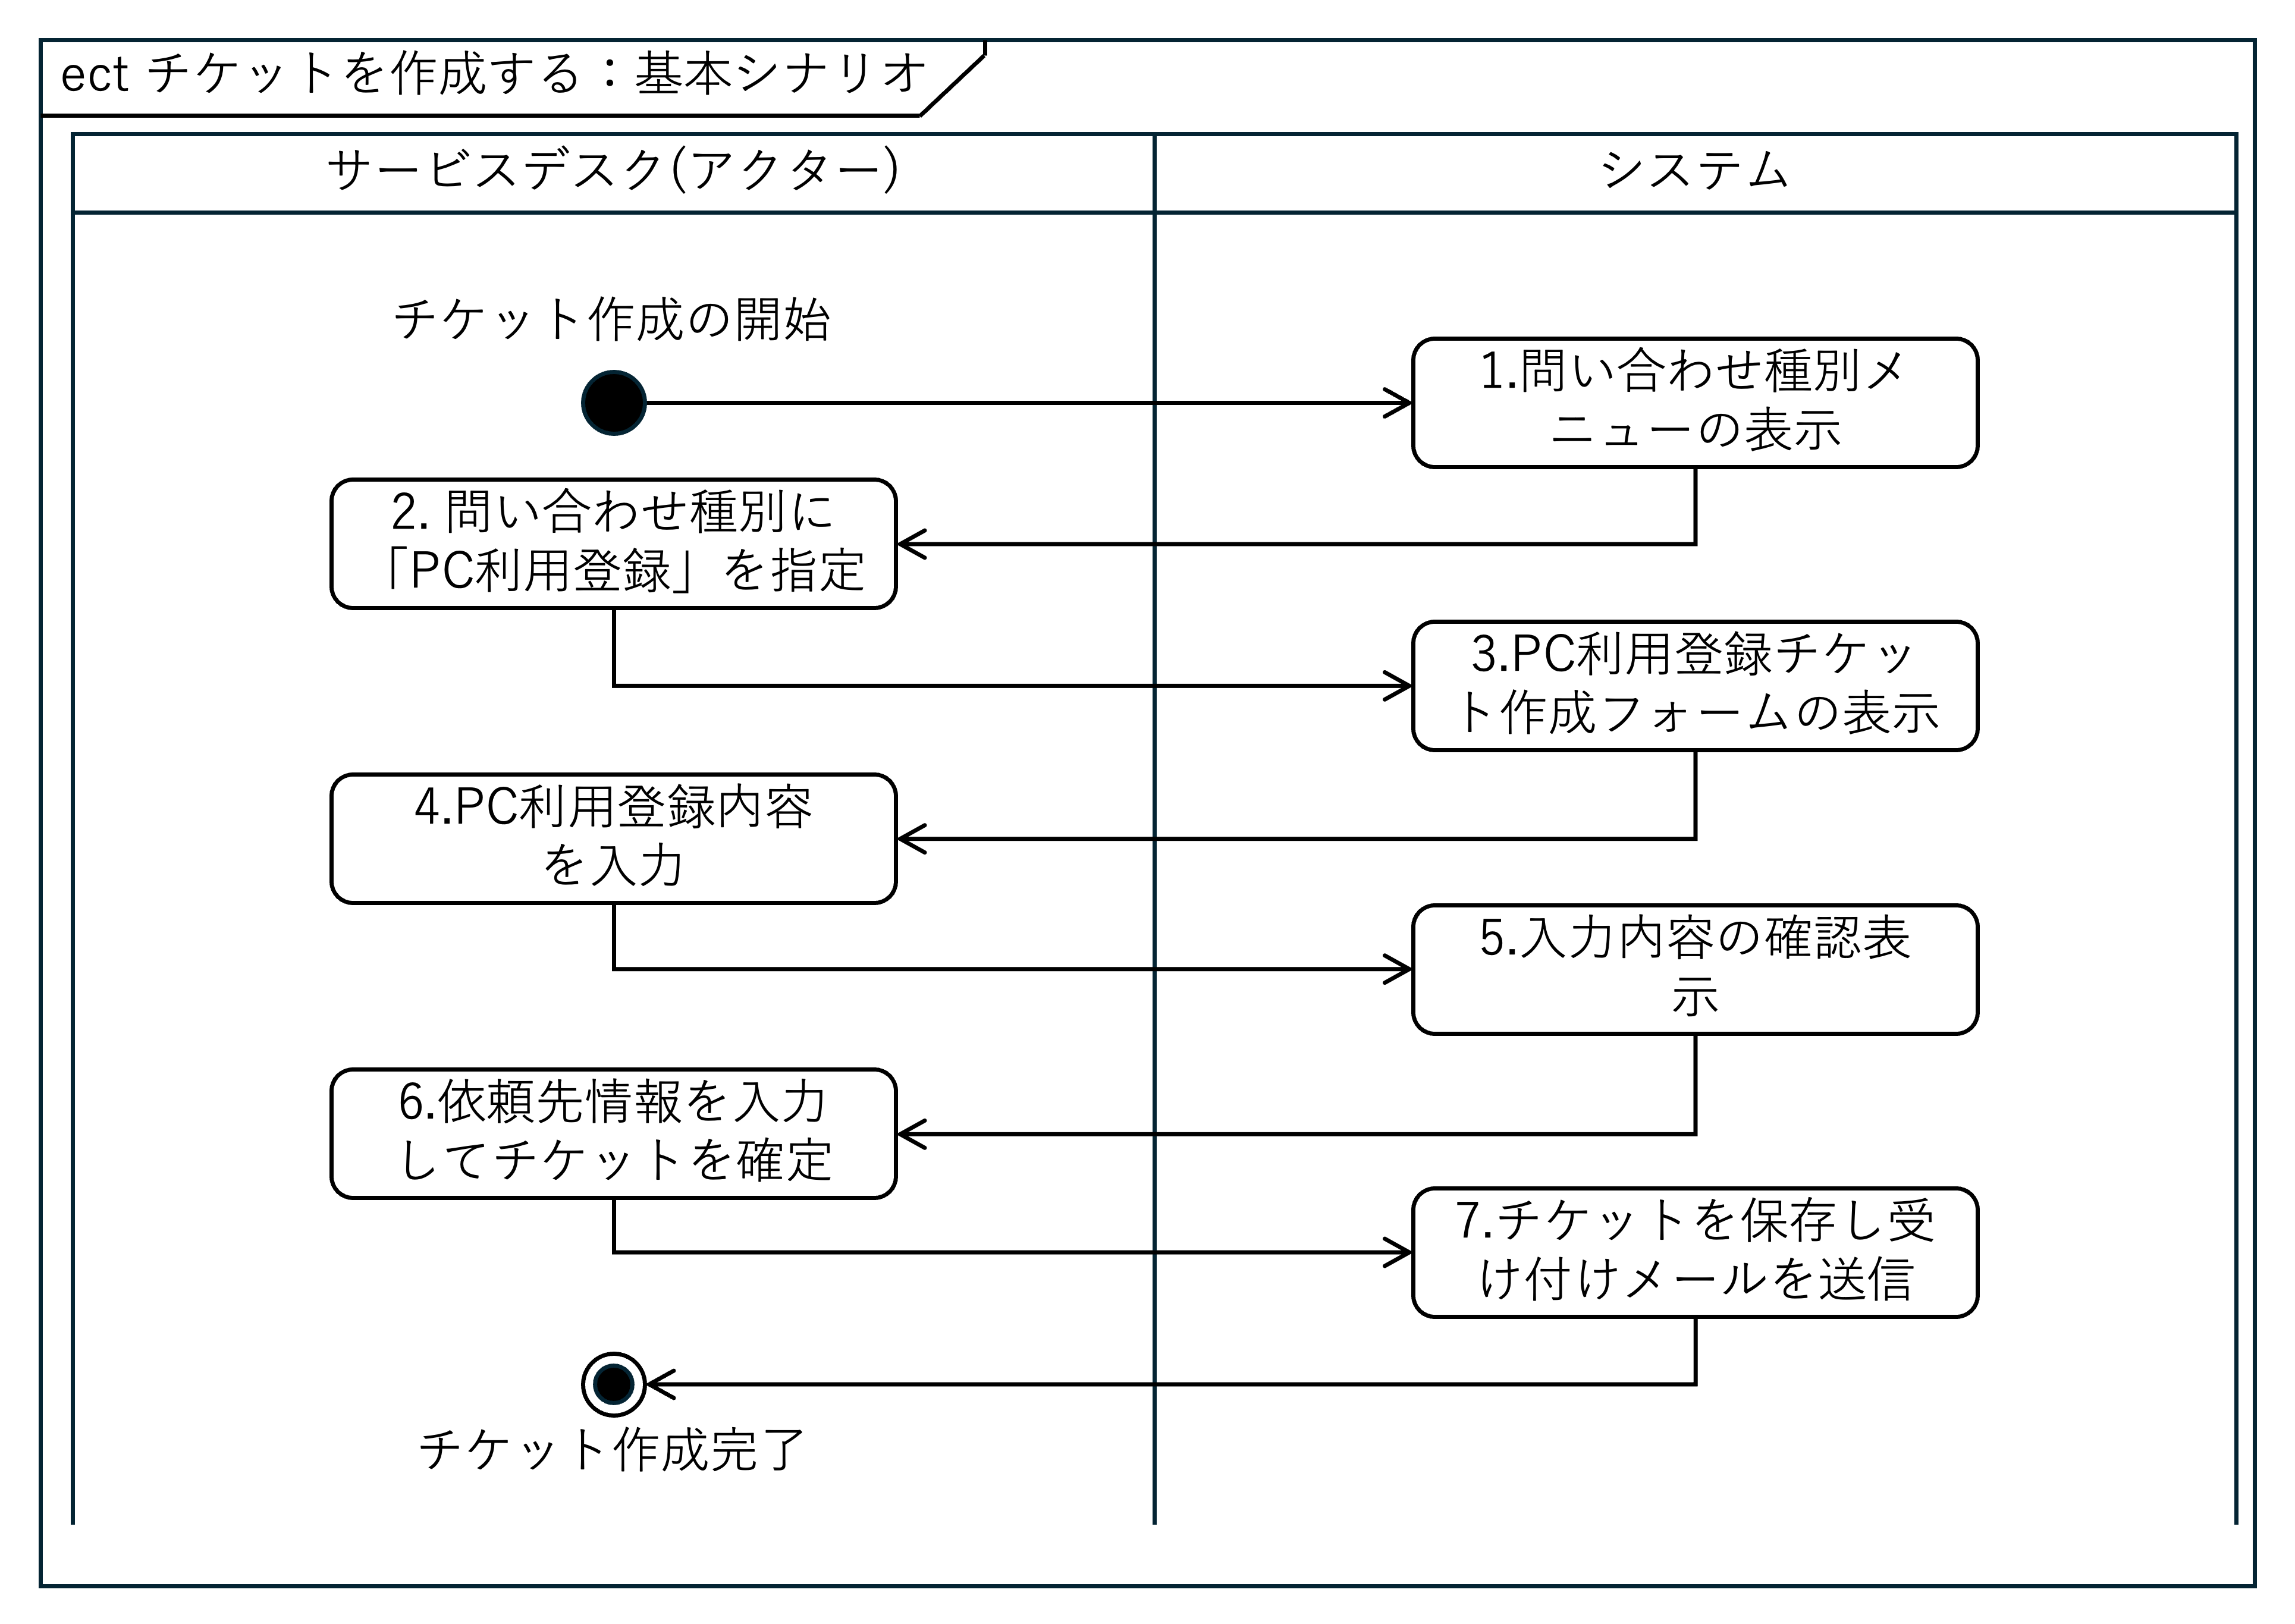 ect チケットを作成する：基本シナリオ
サービスデスク(アクター)
システム
チケット作成の開始
1.問い合わせ種別メ
ニューの表示
2. 問い合わせ種別に
「PC利用登録」を指定
3.PC利用登録チケッ
ト作成フォームの表示
4.PC利用登録内容
を入力
5.入力内容の確認表
示
6.依頼先情報を入力
してチケットを確定
7.チケットを保存し受
け付けメールを送信
チケット作成完了